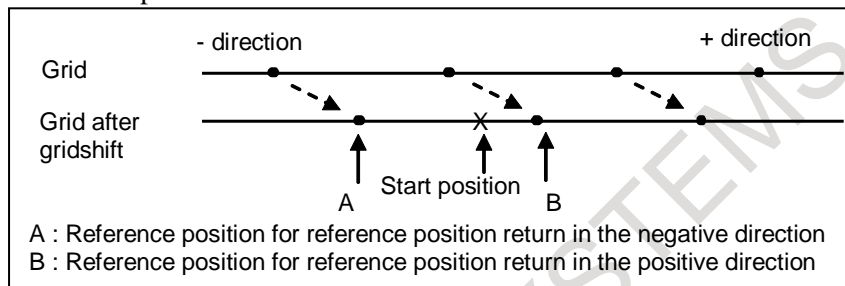 - direction
+ direction
Grid
Grid after
gridshift
X
Start position
A
B
A : Reference position for reference position return in the negative direction
B : Reference position for reference position return in the positive direction